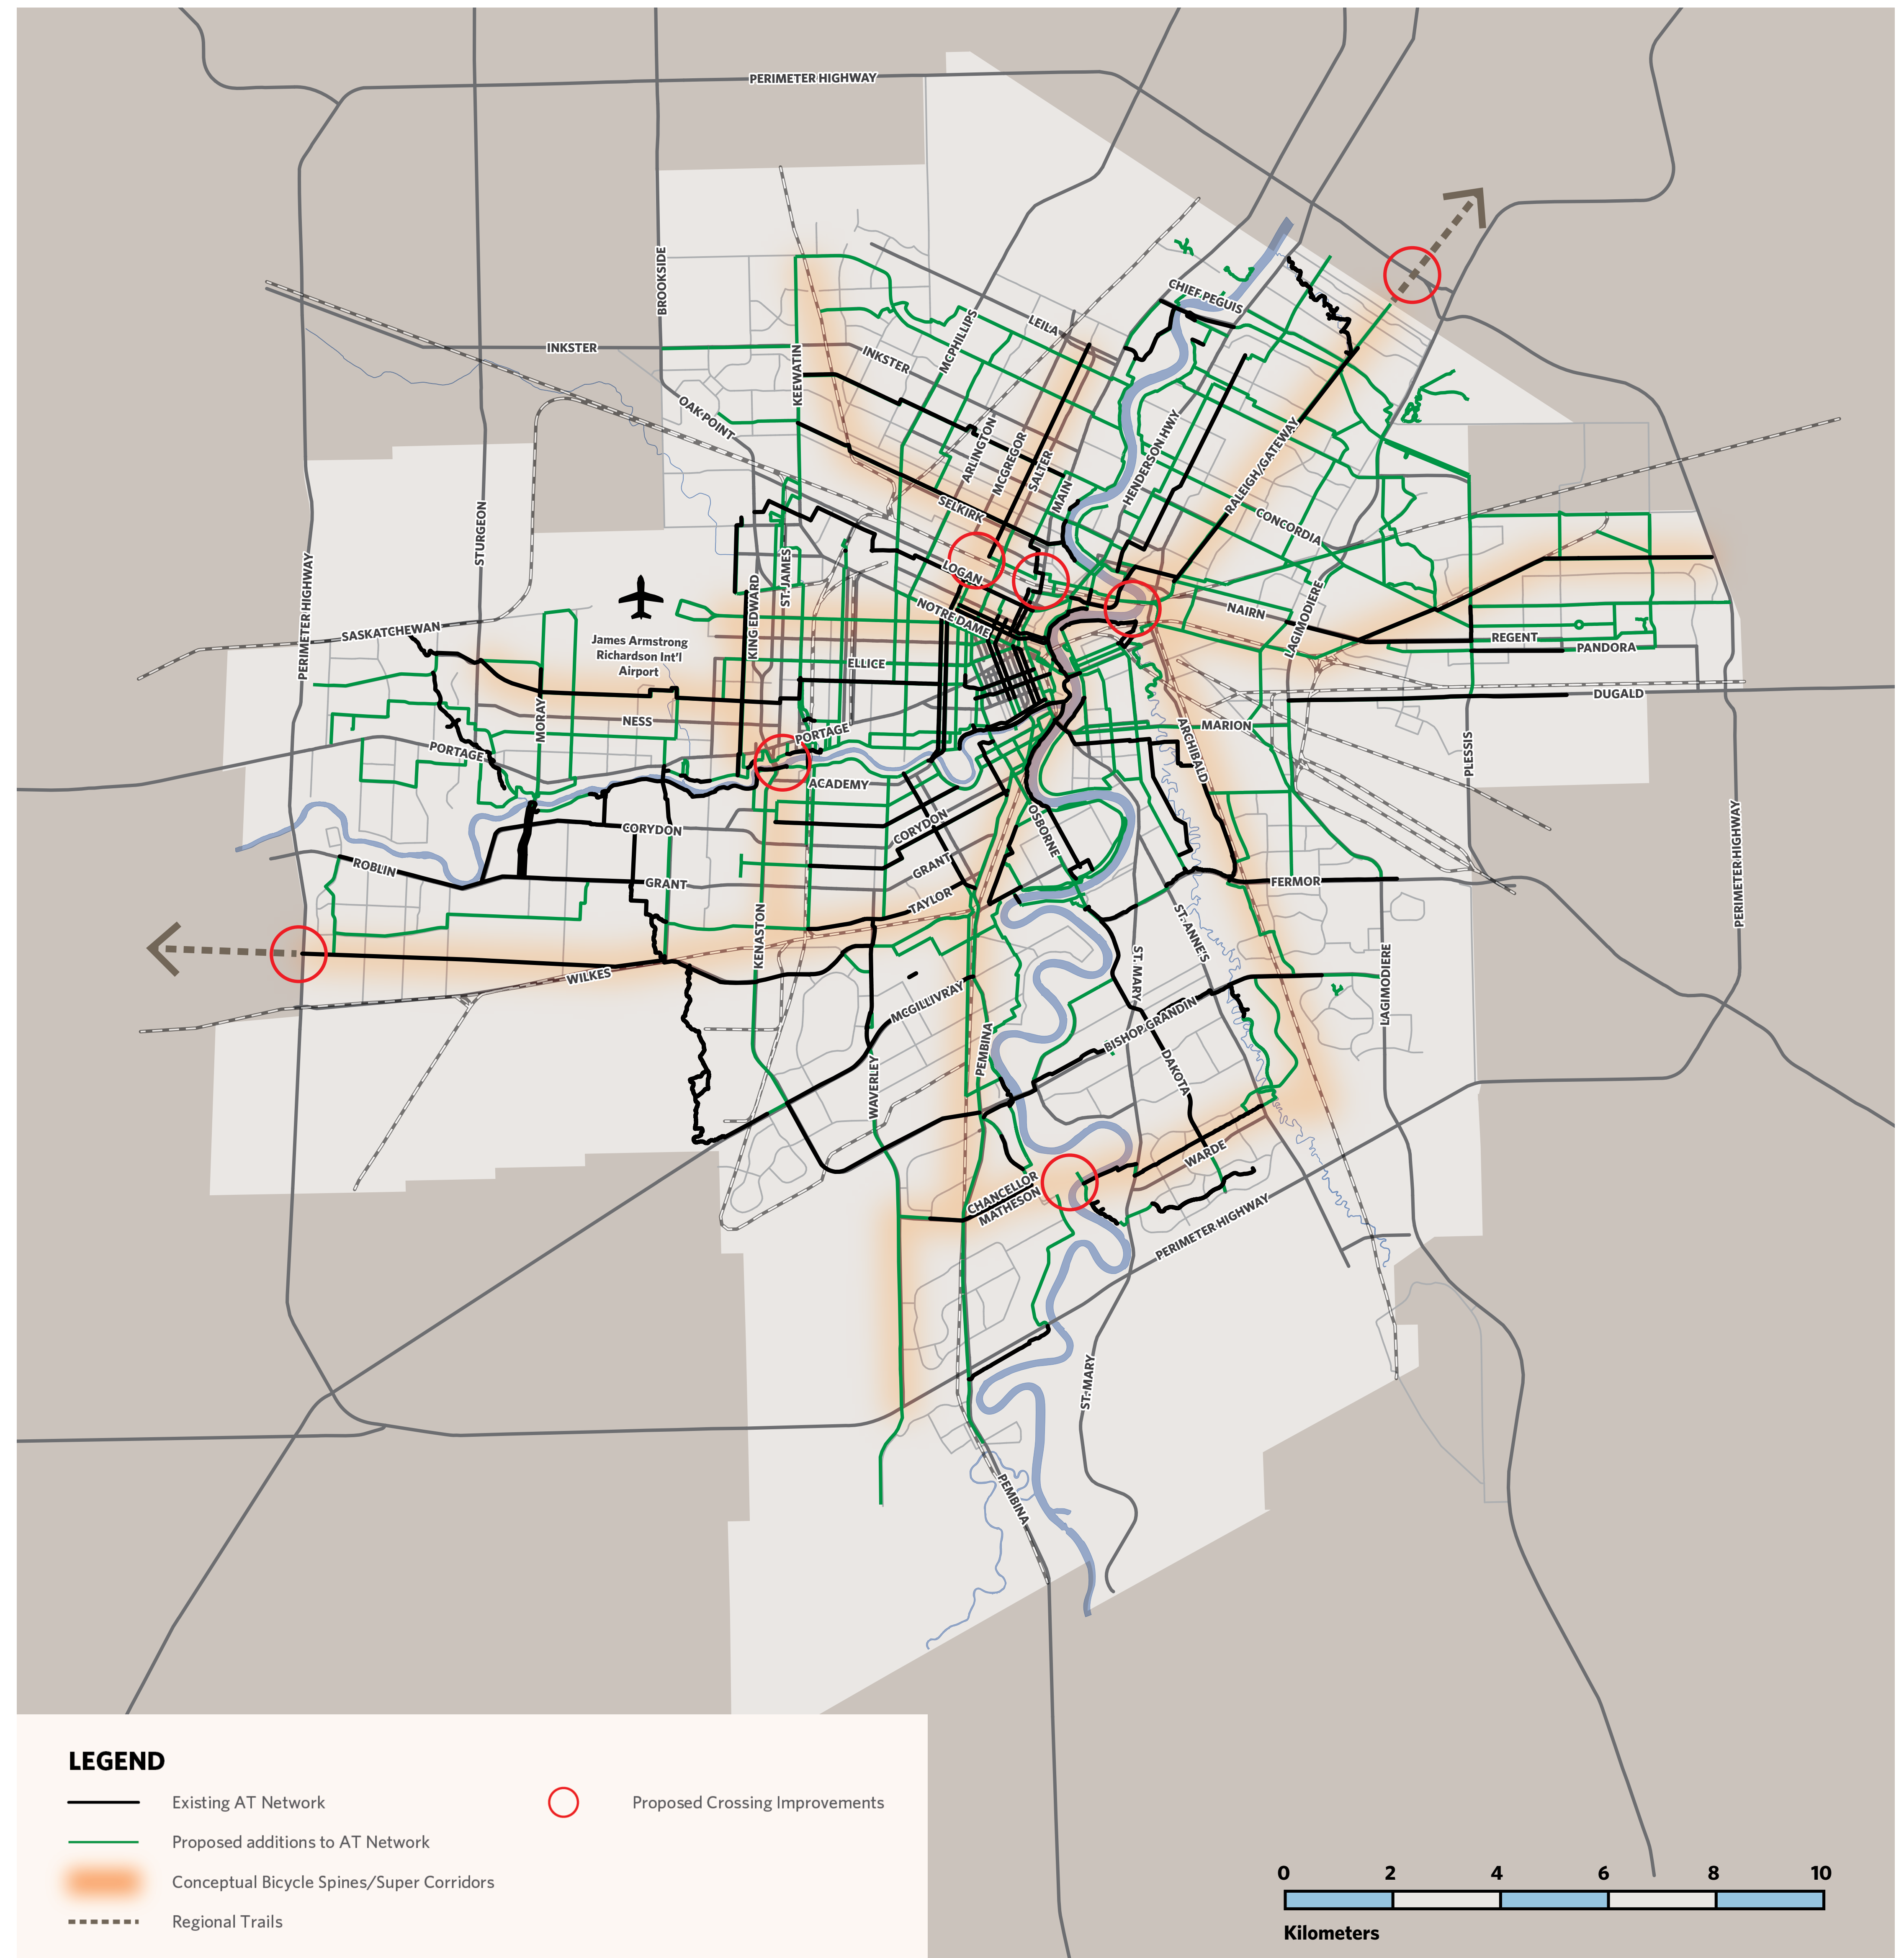 PERIMETER HIGHWAY
BROOKSIDE
CHIEF PEGUIS
LEILA
MCPHILLIPS
INKSTER
INKSTER
KEEWATIN
OAK POINT
ARLINGTON
MCGREGOR
SALTER
MAIN
HENDERSON HWY
RALEIGH/GATEWAY
SELKIRK
CONCORDIA
STURGEON
PERIMETER HIGHWAY
SASKATCHEWAN
James Armstrong
Richardson Int'l
Airport
KING EDWARD
ST. JAMES
LOGAN
NOTRE DAME
NAIRN
LAGIMODIERE
REGENT
PANDORA
ELLICE
DUGALD
MORAY
NESS
PORTAGE
PORTAGE
MARION
ARCHIBALD
PLESSIS
ACADEMY
CORYDON
CORYDON
OSBORNE
PERIMETER HIGHWAY
ROBLIN
GRANT
GRANT
TAYLOR
FERMOR
KENASTON
ST. ANNE'S
ST. MARY
LAGIMODIERE
WILKES
MCGILLIVRAY
BISHOP GRANDIN
PEMBINA
WAVERLEY
DAKOTA
WARDE
CHANCELLOR
MATHESON
PERIMETER HIGHWAY
ST. MARY
PEMBINA
LEGEND
Existing AT Network
Proposed Crossing Improvements
Proposed additions to AT Network
Conceptual Bicycle Spines/Super Corridors
Regional Trails
0 2 4 6 8 10
Kilometers